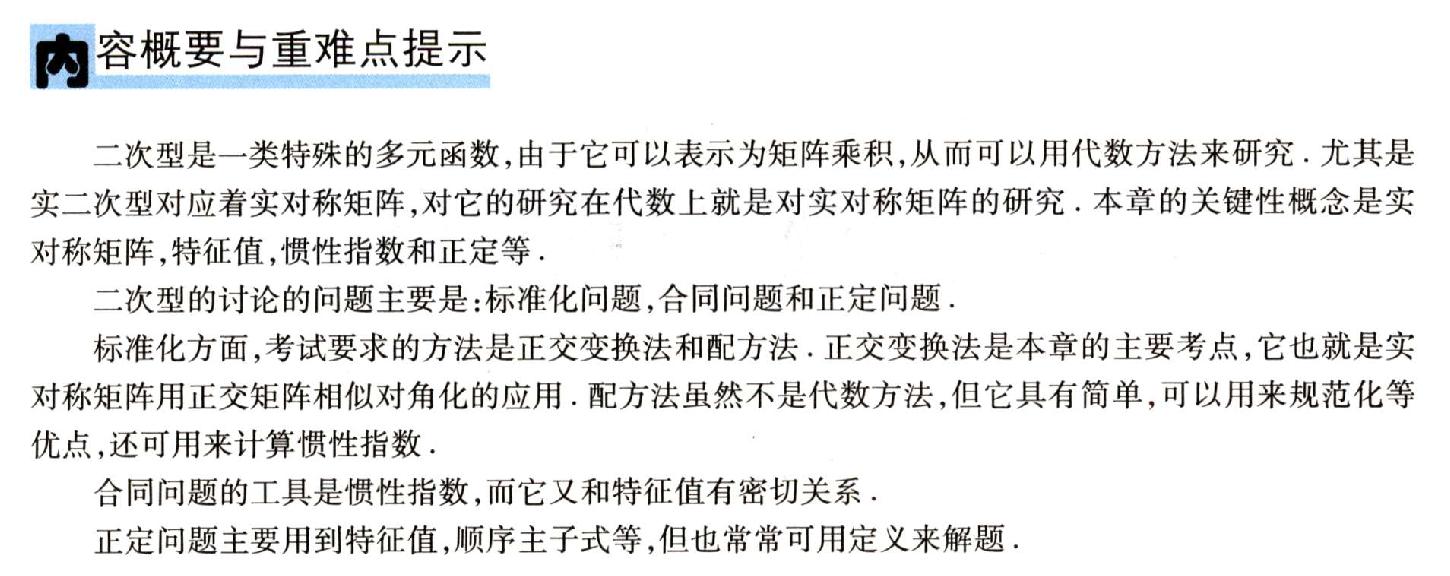 内容概要与重难点提示
二次型是一类特殊的多元函数,由于它可以表示为矩阵乘积,从而可以用代数方法来研究.尤其是
实二次型对应着实对称矩阵,对它的研究在代数上就是对实对称矩阵的研究.本章的关键性概念是实
对称矩阵,特征值,惯性指数和正定等.
二次型的讨论的问题主要是:标准化问题,合同问题和正定问题.
标准化方面,考试要求的方法是正交变换法和配方法.正交变换法是本章的主要考点,它也就是实
对称矩阵用正交矩阵相似对角化的应用.配方法虽然不是代数方法,但它具有简单,可以用来规范化等
优点,还可用来计算惯性指数.
合同问题的工具是惯性指数,而它又和特征值有密切关系.
正定问题主要用到特征值,顺序主子式等,但也常常可用定义来解题.